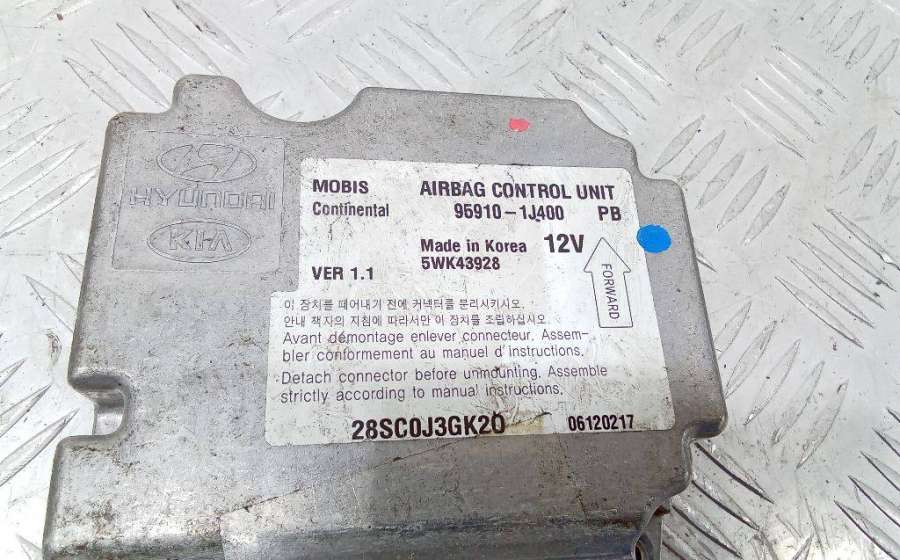 HYUNDAI
KIA
MOBIS AIRBAG CONTROL UNIT
Continental 95910-1J400 PB
Made in Korea 12V
5WK43928
VER 1.1
FORWARD
이 장치를 떼어내기 전에 커넥터를 분리시키시오.
안내 책자의 지침에 따라서만 이 장치를 조립하십시오.
Avant démontage enlever connecteur. Assem-
bler conformement au manuel d'instructions.
Detach connector before unmounting. Assemble
strictly according to manual instructions.
28SC0J3GK2O 06120217